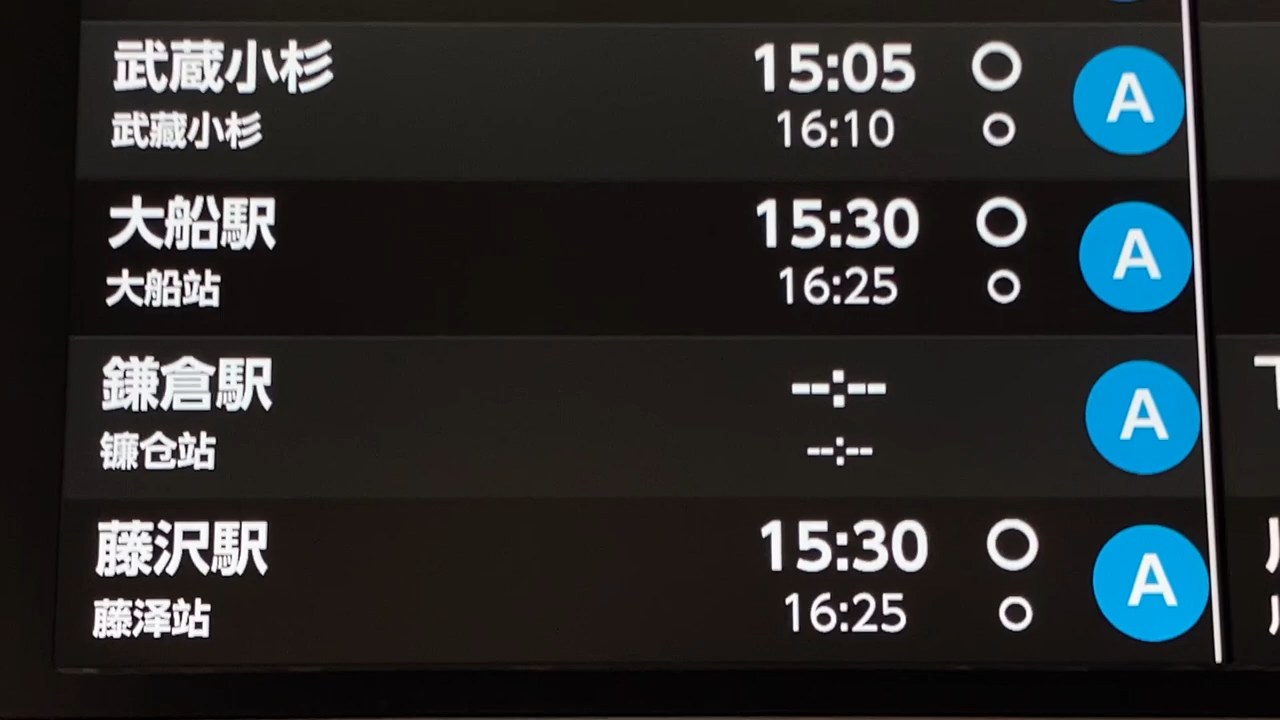 武蔵小杉 15:05 ○ A
武藏小杉 16:10 ○
大船駅 15:30 ○ A
大船站 16:25 ○
鎌倉駅 --:-- A
镰仓站 --:--
藤沢駅 15:30 ○ A
藤泽站 16:25 ○